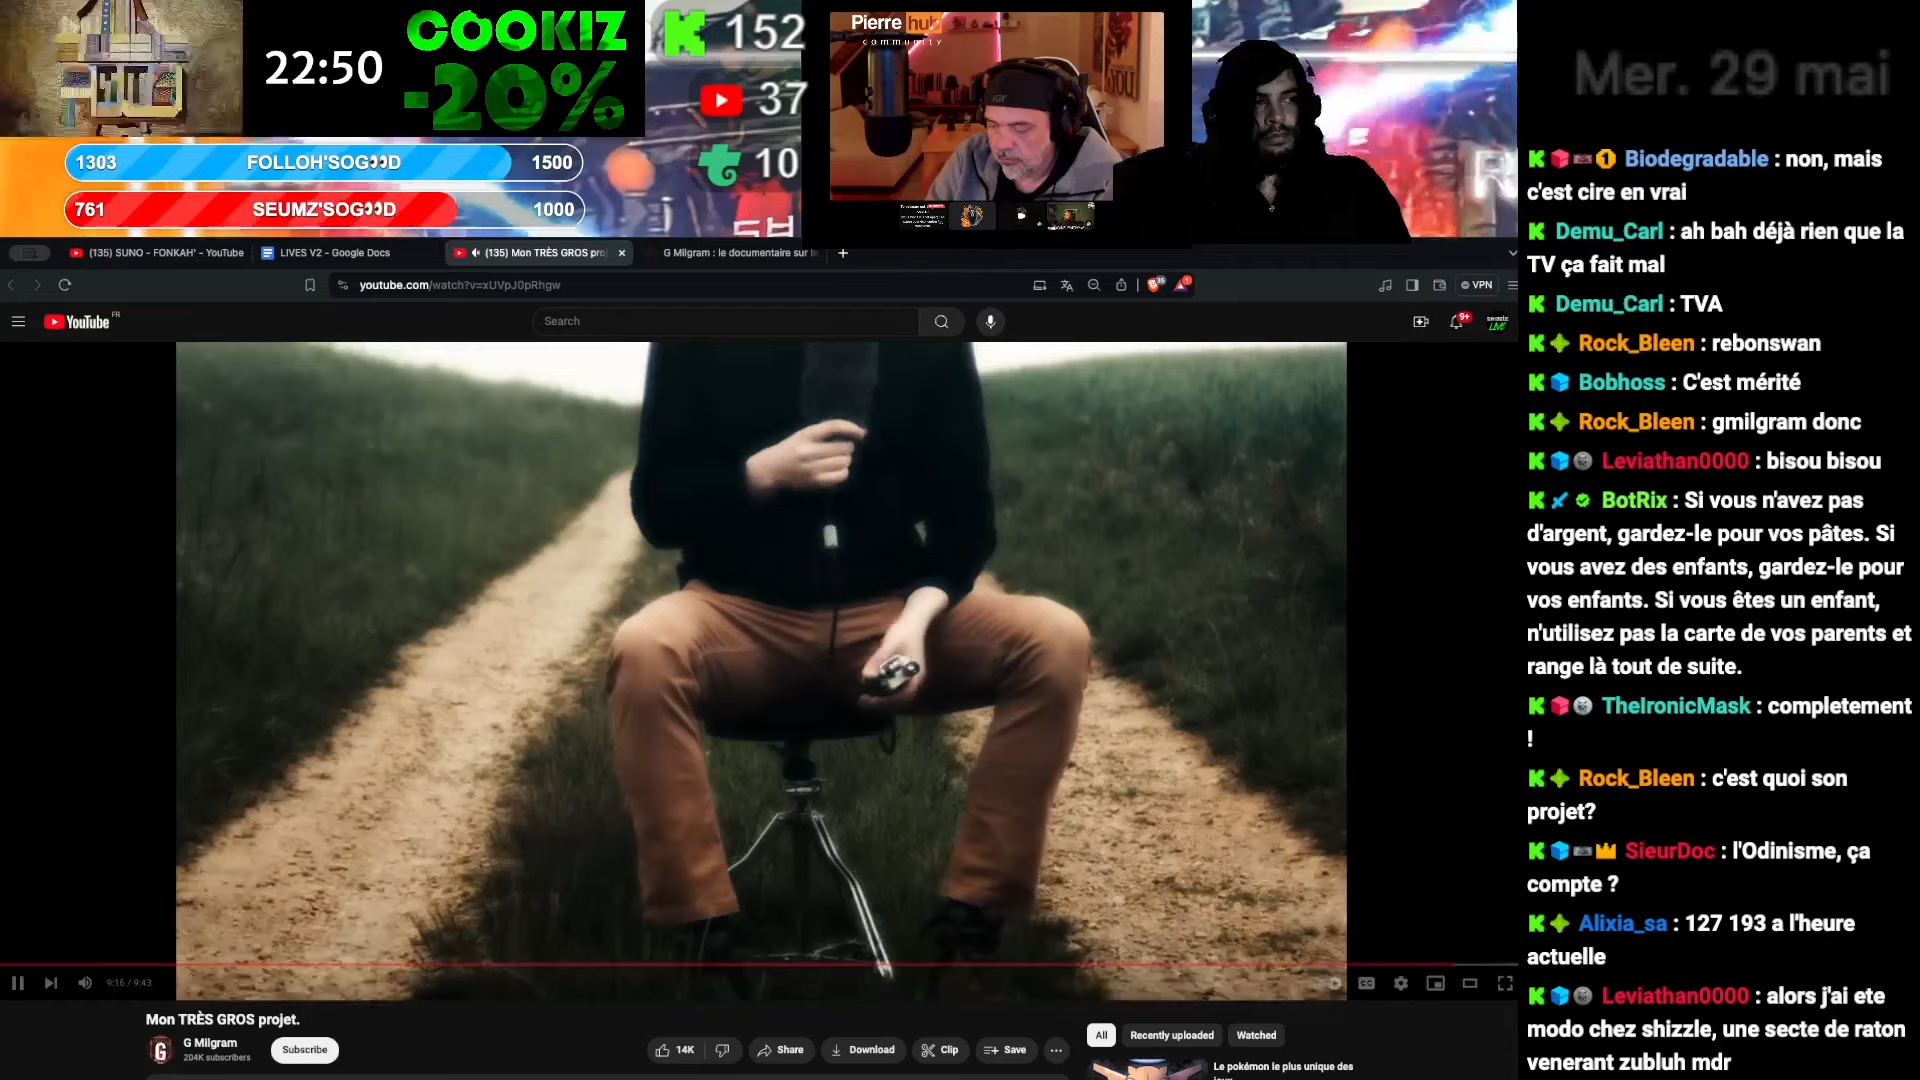 22:50
COOKIZ
-20%
152
37
10
Pierre hub
community
Mer. 29 mai
1303 FOLLOH'SOG👀D 1500
761 SEUMZ'SOG👀D 1000
(135) SUNO - FONKAH' - YouTube
LIVES V2 - Google Docs
(135) Mon TRÈS GROS pro
G Milgram : le documentaire sur le
youtube.com/watch?v=xUVpJ0pRhgw
VPN
YouTube FR
Search
9+
9:16 / 9:43
Mon TRÈS GROS projet.
G Milgram
204K subscribers
Subscribe
14K
Share
Download
Clip
Save
All
Recently uploaded
Watched
Le pokémon le plus unique des
Biodegradable : non, mais
c'est cire en vrai
Demu_Carl : ah bah déjà rien que la
TV ça fait mal
Demu_Carl : TVA
Rock_Bleen : rebonswan
Bobhoss : C'est mérité
Rock_Bleen : gmilgram donc
Leviathan0000 : bisou bisou
BotRix : Si vous n'avez pas
d'argent, gardez-le pour vos pâtes. Si
vous avez des enfants, gardez-le pour
vos enfants. Si vous êtes un enfant,
n'utilisez pas la carte de vos parents et
range là tout de suite.
TheIronicMask : completement
!
Rock_Bleen : c'est quoi son
projet?
SieurDoc : l'Odinisme, ça
compte ?
Alixia_sa : 127 193 a l'heure
actuelle
Leviathan0000 : alors j'ai ete
modo chez shizzle, une secte de raton
venerant zubluh mdr